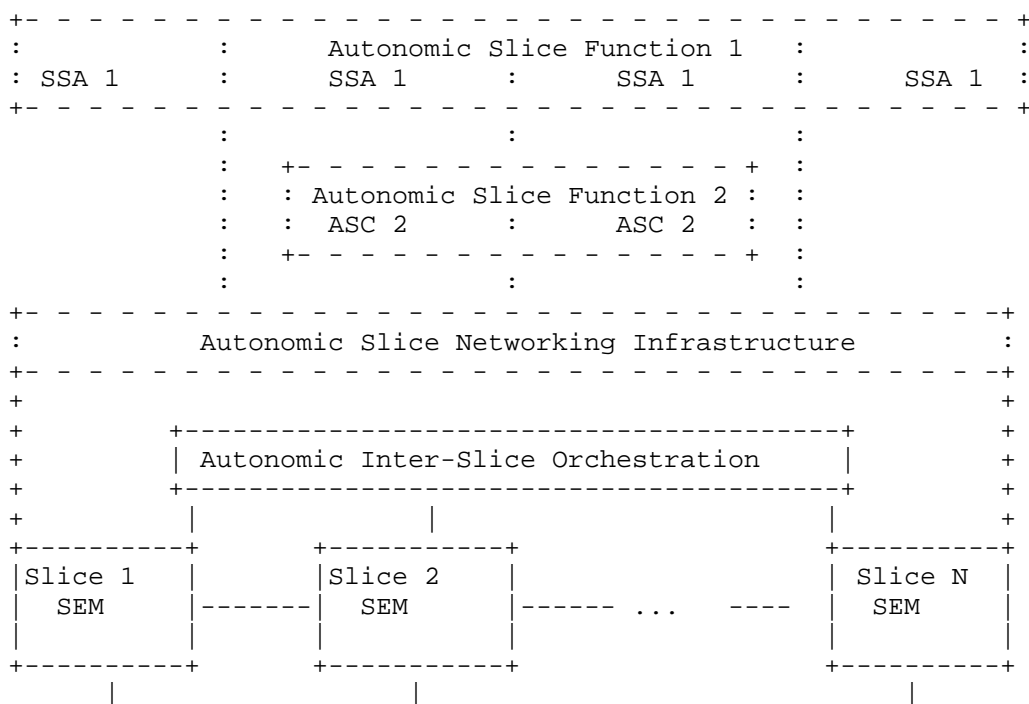 Autonomic Slice Function 1
SSA 1 SSA 1 SSA 1 SSA 1
Autonomic Slice Function 2
ASC 2 ASC 2
Autonomic Slice Networking Infrastructure
Autonomic Inter-Slice Orchestration
Slice 1 Slice 2 Slice N
SEM SEM ... SEM